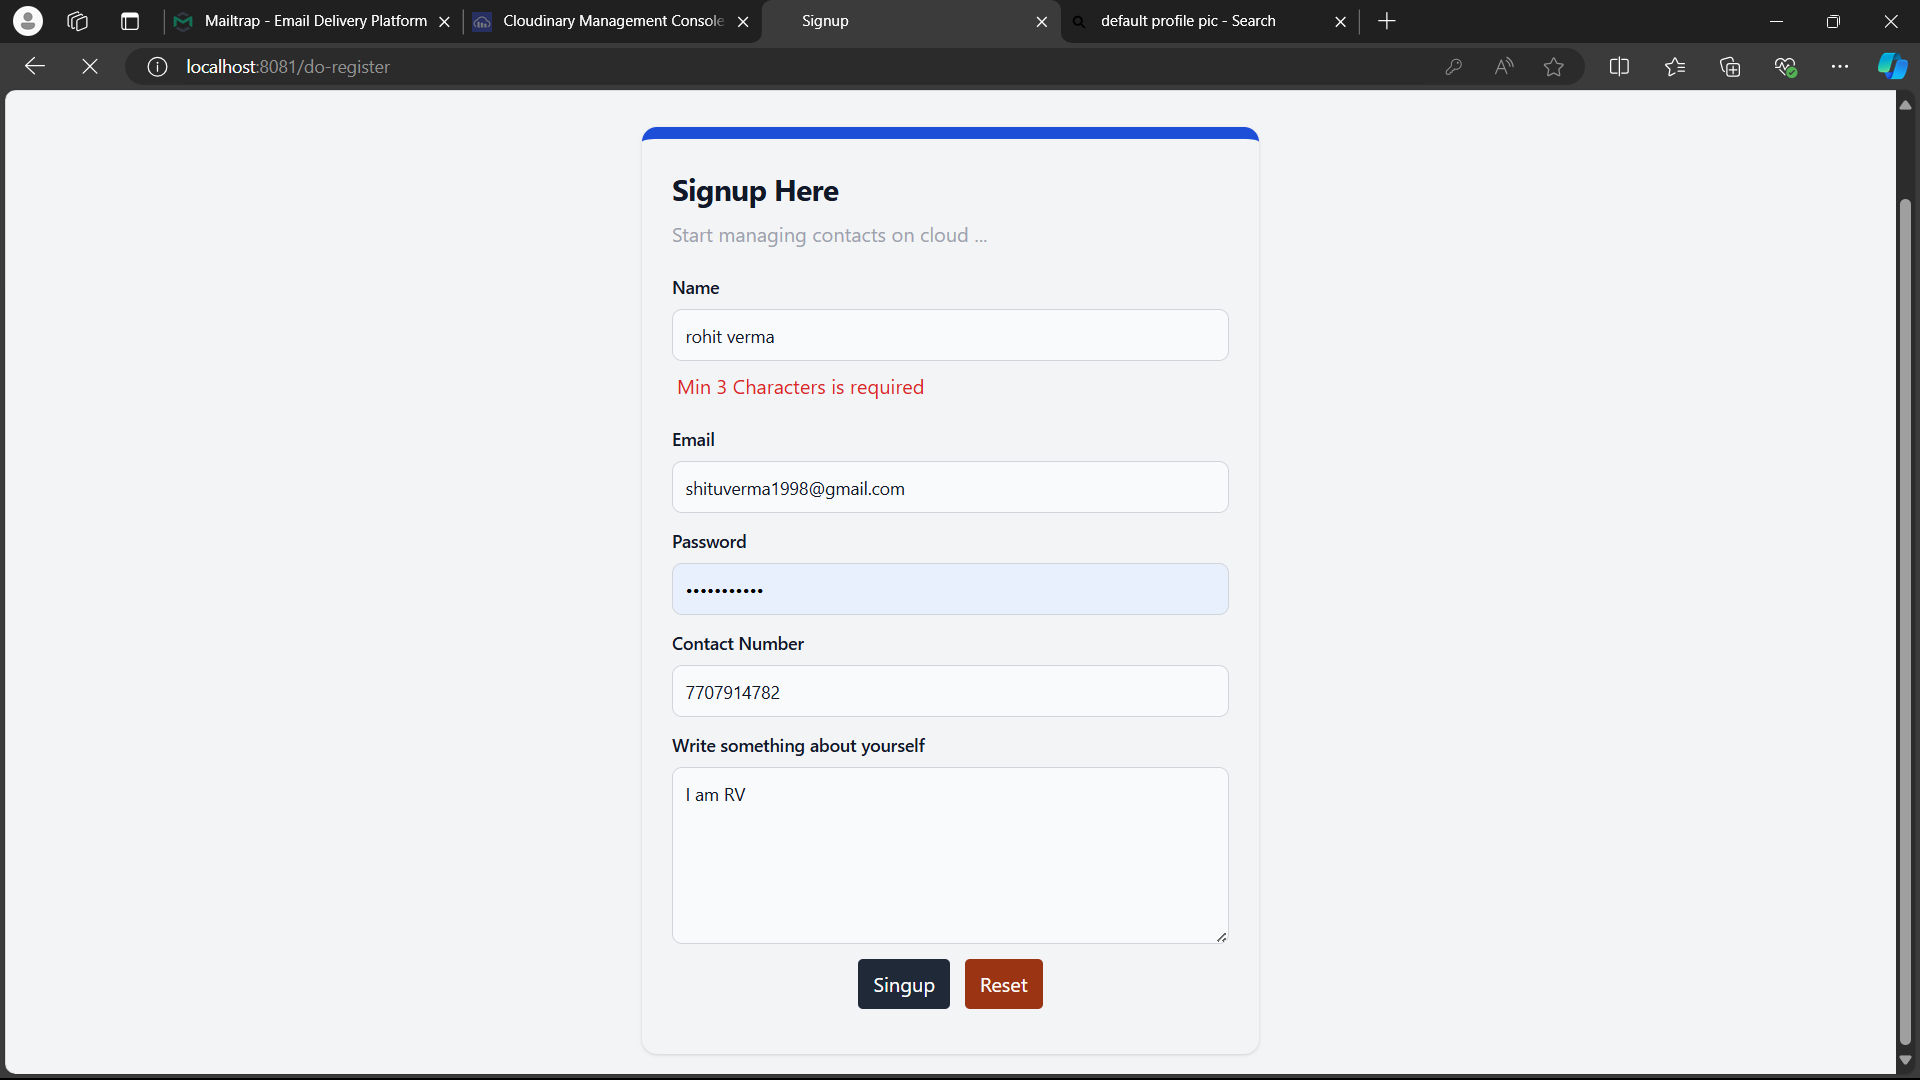 Mailtrap - Email Delivery Platform
Cloudinary Management Console
Signup
default profile pic - Search
localhost:8081/do-register
Signup Here
Start managing contacts on cloud ...
Name
rohit verma
Min 3 Characters is required
Email
shituverma1998@gmail.com
Password
•••••••••••
Contact Number
7707914782
Write something about yourself
I am RV
Singup
Reset